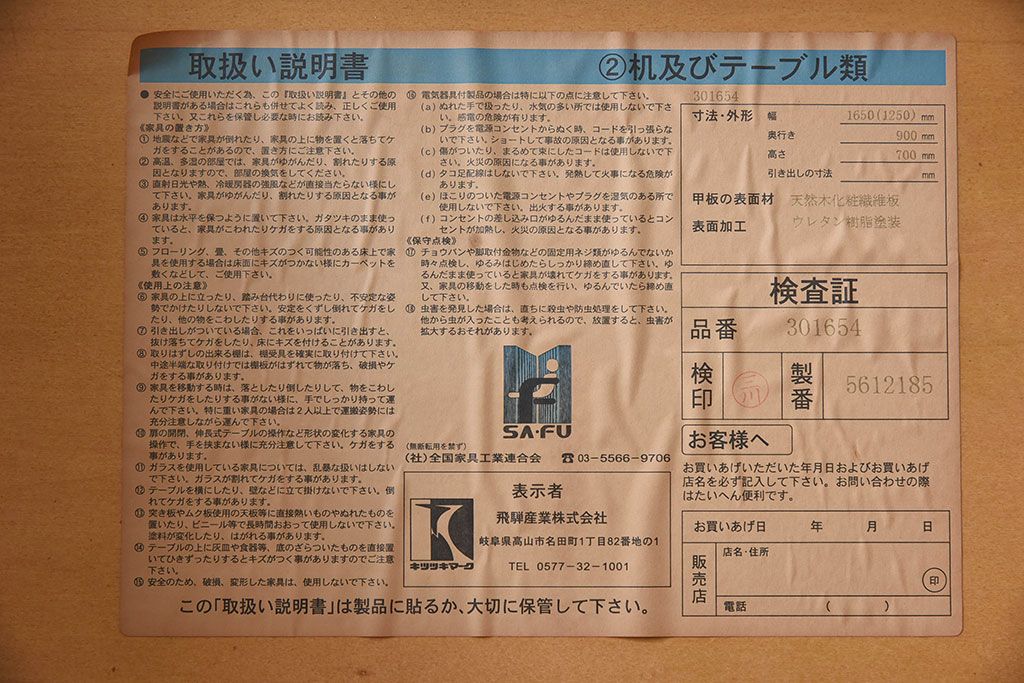 取扱い説明書
②机及びテーブル類
● 安全にご使用いただく為、この『取扱い説明書』とその他の
説明書がある場合はこれらも併せてよく読み、正しくご使用
下さい。又これらを保管し必要な時にお読み下さい。
《家具の置き方》
① 地震などで家具が倒れたり、家具の上に物を置くと落ちてケ
ガをすることがあるので、置き方にご注意下さい。
② 高温、多湿の部屋では、家具がゆがんだり、割れたりする原
因となりますので、部屋の換気をしてください。
③ 直射日光や熱、冷暖房器の強風などが直接当たらない様にし
て下さい。家具がゆがんだり、割れたりする原因となる事が
あります。
④ 家具は水平を保つように置いて下さい。ガタツキのまま使っ
ていると、家具がこわれたりケガをする原因となる事があり
ます。
⑤ フローリング、畳、その他キズのつく可能性のある床上で家
具を使用する場合は床面にキズがつかない様にカーペットを
敷くなどして、ご使用下さい。
《使用上の注意》
⑥ 家具の上に立ったり、踏み台代わりに使ったり、不安定な姿
勢でかけたりしないで下さい。安定をくずし倒れてケガをし
たり、他の物をこわしたりする事があります。
⑦ 引き出しがついている場合、これをいっぱいに引き出すと、
抜け落ちてケガをしたり、床にキズを付けることがあります。
⑧ 取りはずしの出来る棚は、棚受具を確実に取り付けて下さい。
中途半端な取り付けでは棚板がはずれて物が落ち、破損やケ
ガをする事があります。
⑨ 家具を移動する時は、落としたり倒したりして、物をこわし
たりケガをしたりする事がない様に、手でしっかり持って運
んで下さい。特に重い家具の場合は2人以上で運搬姿勢には
充分注意しながら運んで下さい。
⑩ 扉の開閉、伸長式テーブルの操作など形状の変化する家具の
操作で、手を挟まない様に充分注意して下さい。ケガをする
事があります。
⑪ ガラスを使用している家具については、乱暴な扱いはしない
で下さい。ガラスが割れてケガをする事があります。
⑫ テーブルを横にしたり、壁などに立て掛けないで下さい。倒
れてケガをする事があります。
⑬ 突き板やムク板使用の天板等に直接熱いものやぬれたものを
置いたり、ビニール等で長時間おおって使用しないで下さい。
塗料が変化したり、はがれる事があります。
⑭ テーブルの上に灰皿や食器等、底のざらついたものを直接置
いてひきずったりするとキズがつく事がありますのでご注意
下さい。
⑮ 安全のため、破損、変形した家具は、使用しないで下さい。
⑯ 電気器具付製品の場合は特に以下の点に注意して下さい。
(a) ぬれた手で扱ったり、水気の多い所では使用しないで下さ
い。感電の危険が有ります。
(b) プラグを電源コンセントからぬく時、コードを引っ張らな
いで下さい。ショートして事故の原因となる事があります。
(c) 傷がついたり、まるめて束にしたコードは使用しないで下
さい。火災の原因になる事があります。
(d) タコ足配線はしないで下さい。発熱して火事になる危険が
あります。
(e) ほこりのついた電源コンセントやプラグを湿気のある所で
使用しないで下さい。出火する事があります。
(f) コンセントの差し込み口がゆるんだまま使っているとコン
セントが加熱し、火災の原因になる事があります。
《保守点検》
⑰ チョウバンや脚取付金物などの固定用ネジ類がゆるんでないか
時々点検し、ゆるみはじめたらしっかり締め直して下さい。ゆ
るんだまま使っていると家具が壊れてケガをする事があります。
又、家具の移動をした時も点検を行い、ゆるんでいたら締め直
して下さい。
⑱ 虫害を発見した場合は、直ちに殺虫や防虫処理をして下さい。
他から虫が入ったことも考えられるので、放置すると、虫害が
拡大するおそれがあります。
SA・FU
(無断転用を禁ず)
(社)全国家具工業連合会 ☎03-5566-9706
表示者
飛騨産業株式会社
岐阜県高山市名田町1丁目82番地の1
TEL 0577-32-1001
キツツキマーク
この「取扱い説明書」は製品に貼るか、大切に保管して下さい。
301654
寸法・外形 幅 1650(1250) mm
奥行き 900 mm
高さ 700 mm
引き出しの寸法 mm
甲板の表面材 天然木化粧繊維板
表面加工 ウレタン樹脂塗装
検査証
品番 301654
検印 二川 製番 5612185
お客様へ
お買いあげいただいた年月日およびお買いあげ
店名を必ず記入して下さい。お問い合わせの際
はたいへん便利です。
お買いあげ日 年 月 日
販売店
店名・住所
印
電話 ( )